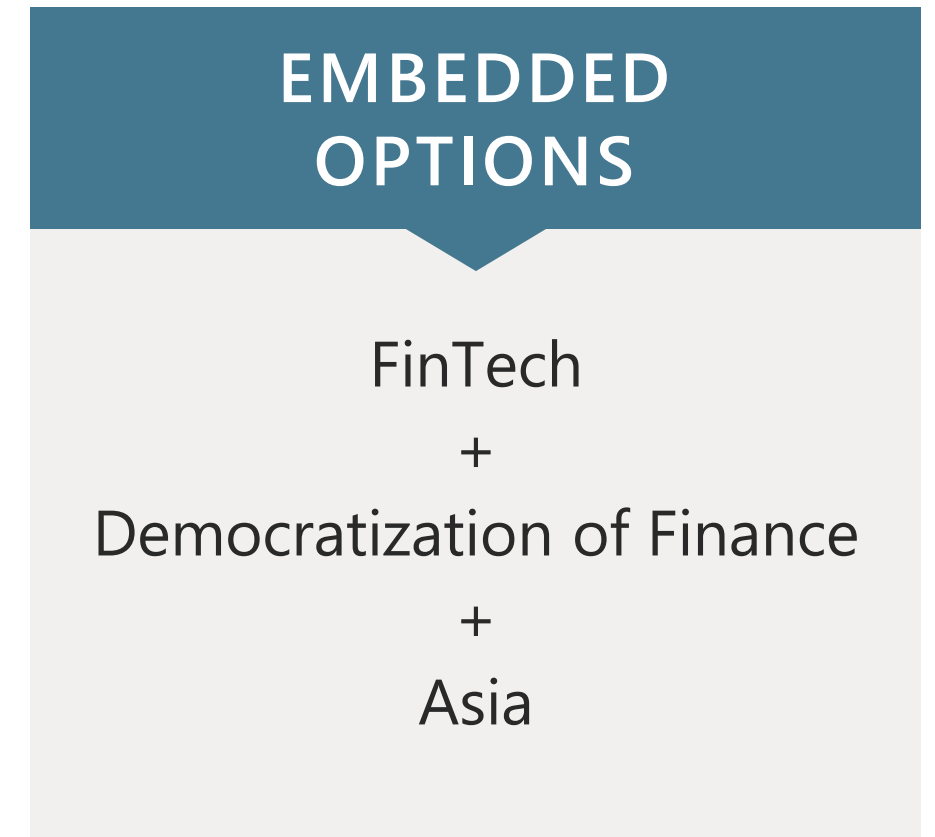 EMBEDDED
OPTIONS
FinTech
+
Democratization of Finance
+
Asia